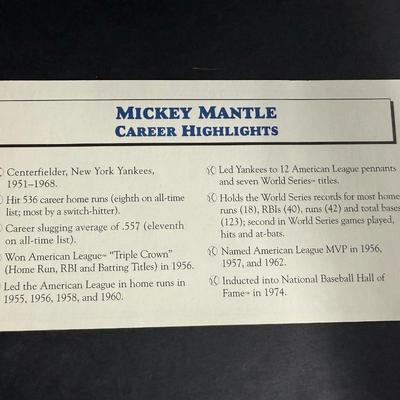 MICKEY MANTLE
CAREER HIGHLIGHTS
Centerfielder, New York Yankees,
1951–1968.
Hit 536 career home runs (eighth on all-time
list; most by a switch-hitter).
Career slugging average of .557 (eleventh
on all-time list).
Won American League™ “Triple Crown”
(Home Run, RBI and Batting Titles) in 1956.
Led the American League in home runs in
1955, 1956, 1958, and 1960.
Led Yankees to 12 American League pennants
and seven World Series™ titles.
Holds the World Series records for most home
runs (18), RBIs (40), runs (42) and total bases
(123); second in World Series games played,
hits and at-bats.
Named American League MVP in 1956,
1957, and 1962.
Inducted into National Baseball Hall of
Fame™ in 1974.